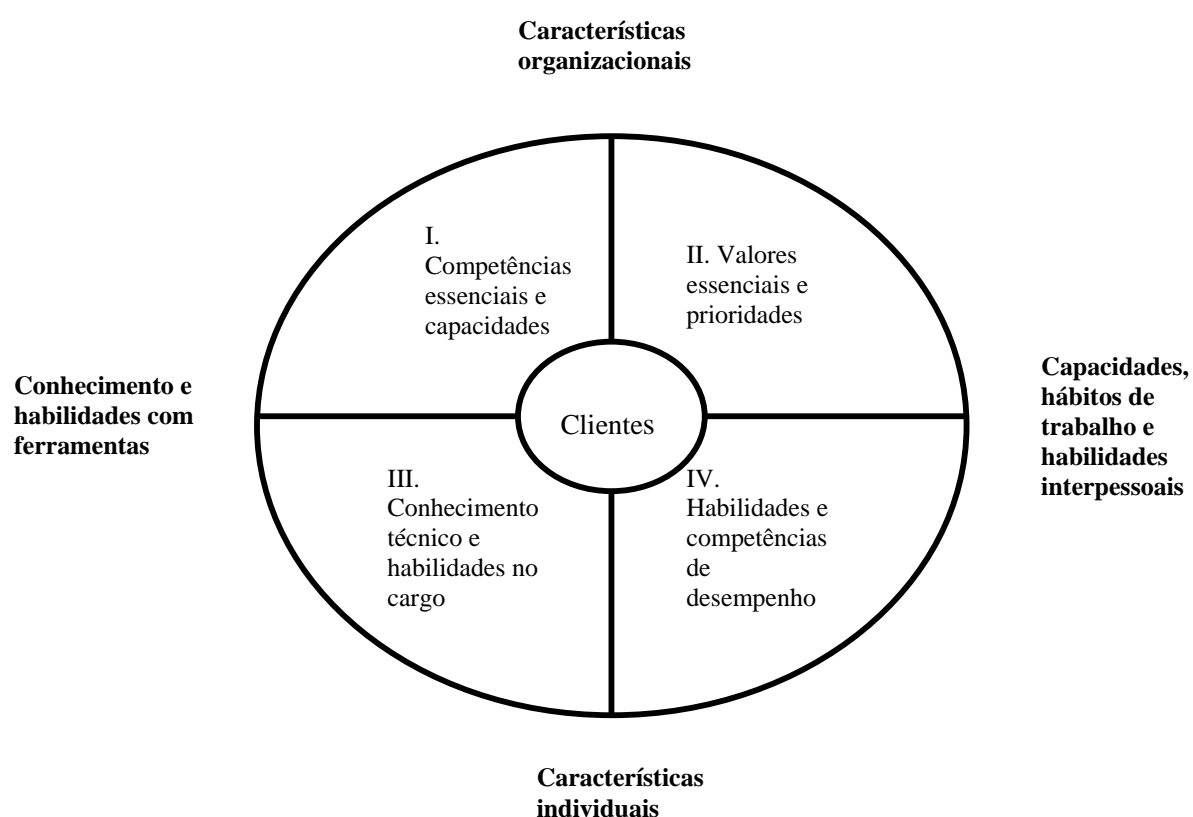 Características
organizacionais
I.
Competências
essenciais e
capacidades
II. Valores
essenciais e
prioridades
Conhecimento e
habilidades com
ferramentas
Clientes
Capacidades,
hábitos de
trabalho e
habilidades
interpessoais
III.
Conhecimento
técnico e
habilidades no
cargo
IV.
Habilidades e
competências
de
desempenho
Características
individuais